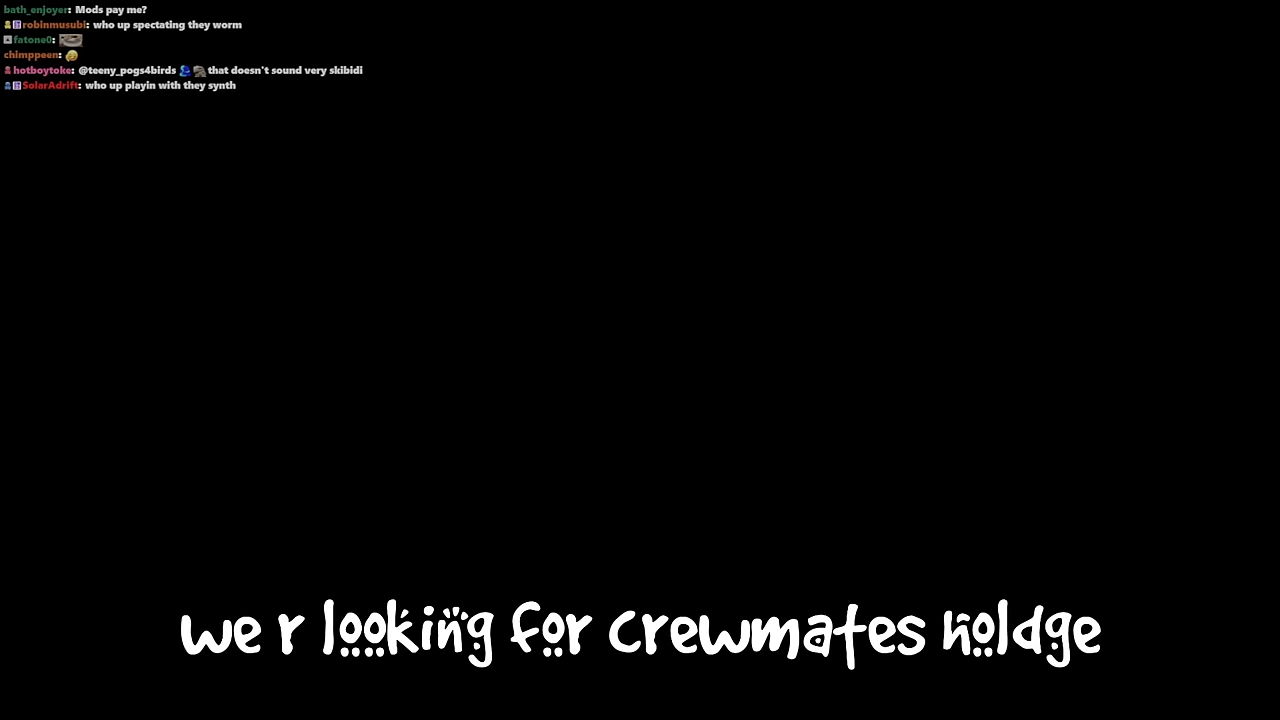 bath_enjoyer: Mods pay me?
robinmusubi: who up spectating they worm
fatone0:
chimppeen:
hotboytoke: @teeny_pogs4birds that doesn't sound very skibidi
SolarAdrift: who up playin with they synth
we r looking for crewmates holdge